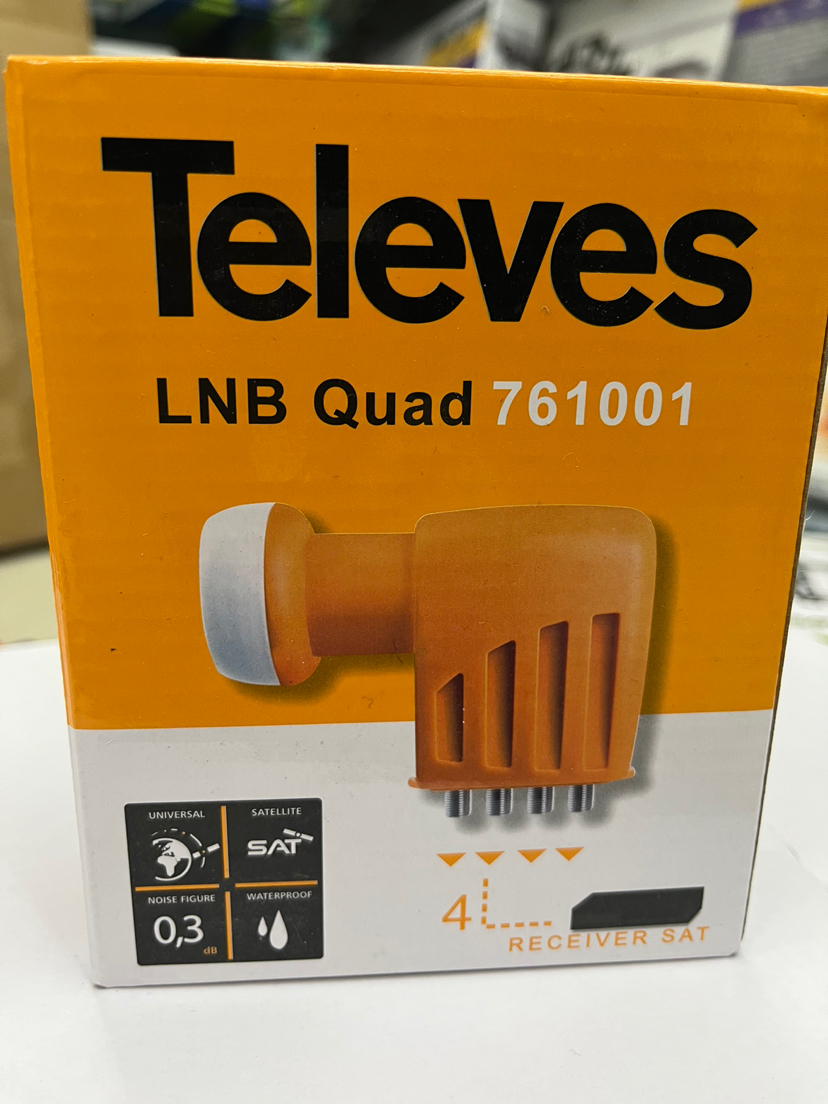 Televes
LNB Quad 761001
UNIVERSAL
SATELLITE
SAT
NOISE FIGURE
WATERPROOF
0,3
dB
4
RECEIVER SAT